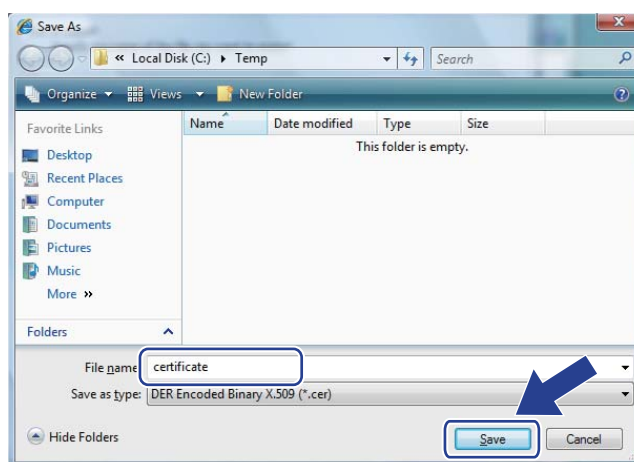 Save As
« Local Disk (C:) ▸ Temp
Search
Organize Views New Folder
Favorite Links
Name Date modified Type Size
This folder is empty.
Desktop
Recent Places
Computer
Documents
Pictures
Music
More »
Folders
File name: certificate
Save as type: DER Encoded Binary X.509 (*.cer)
Hide Folders
Save Cancel